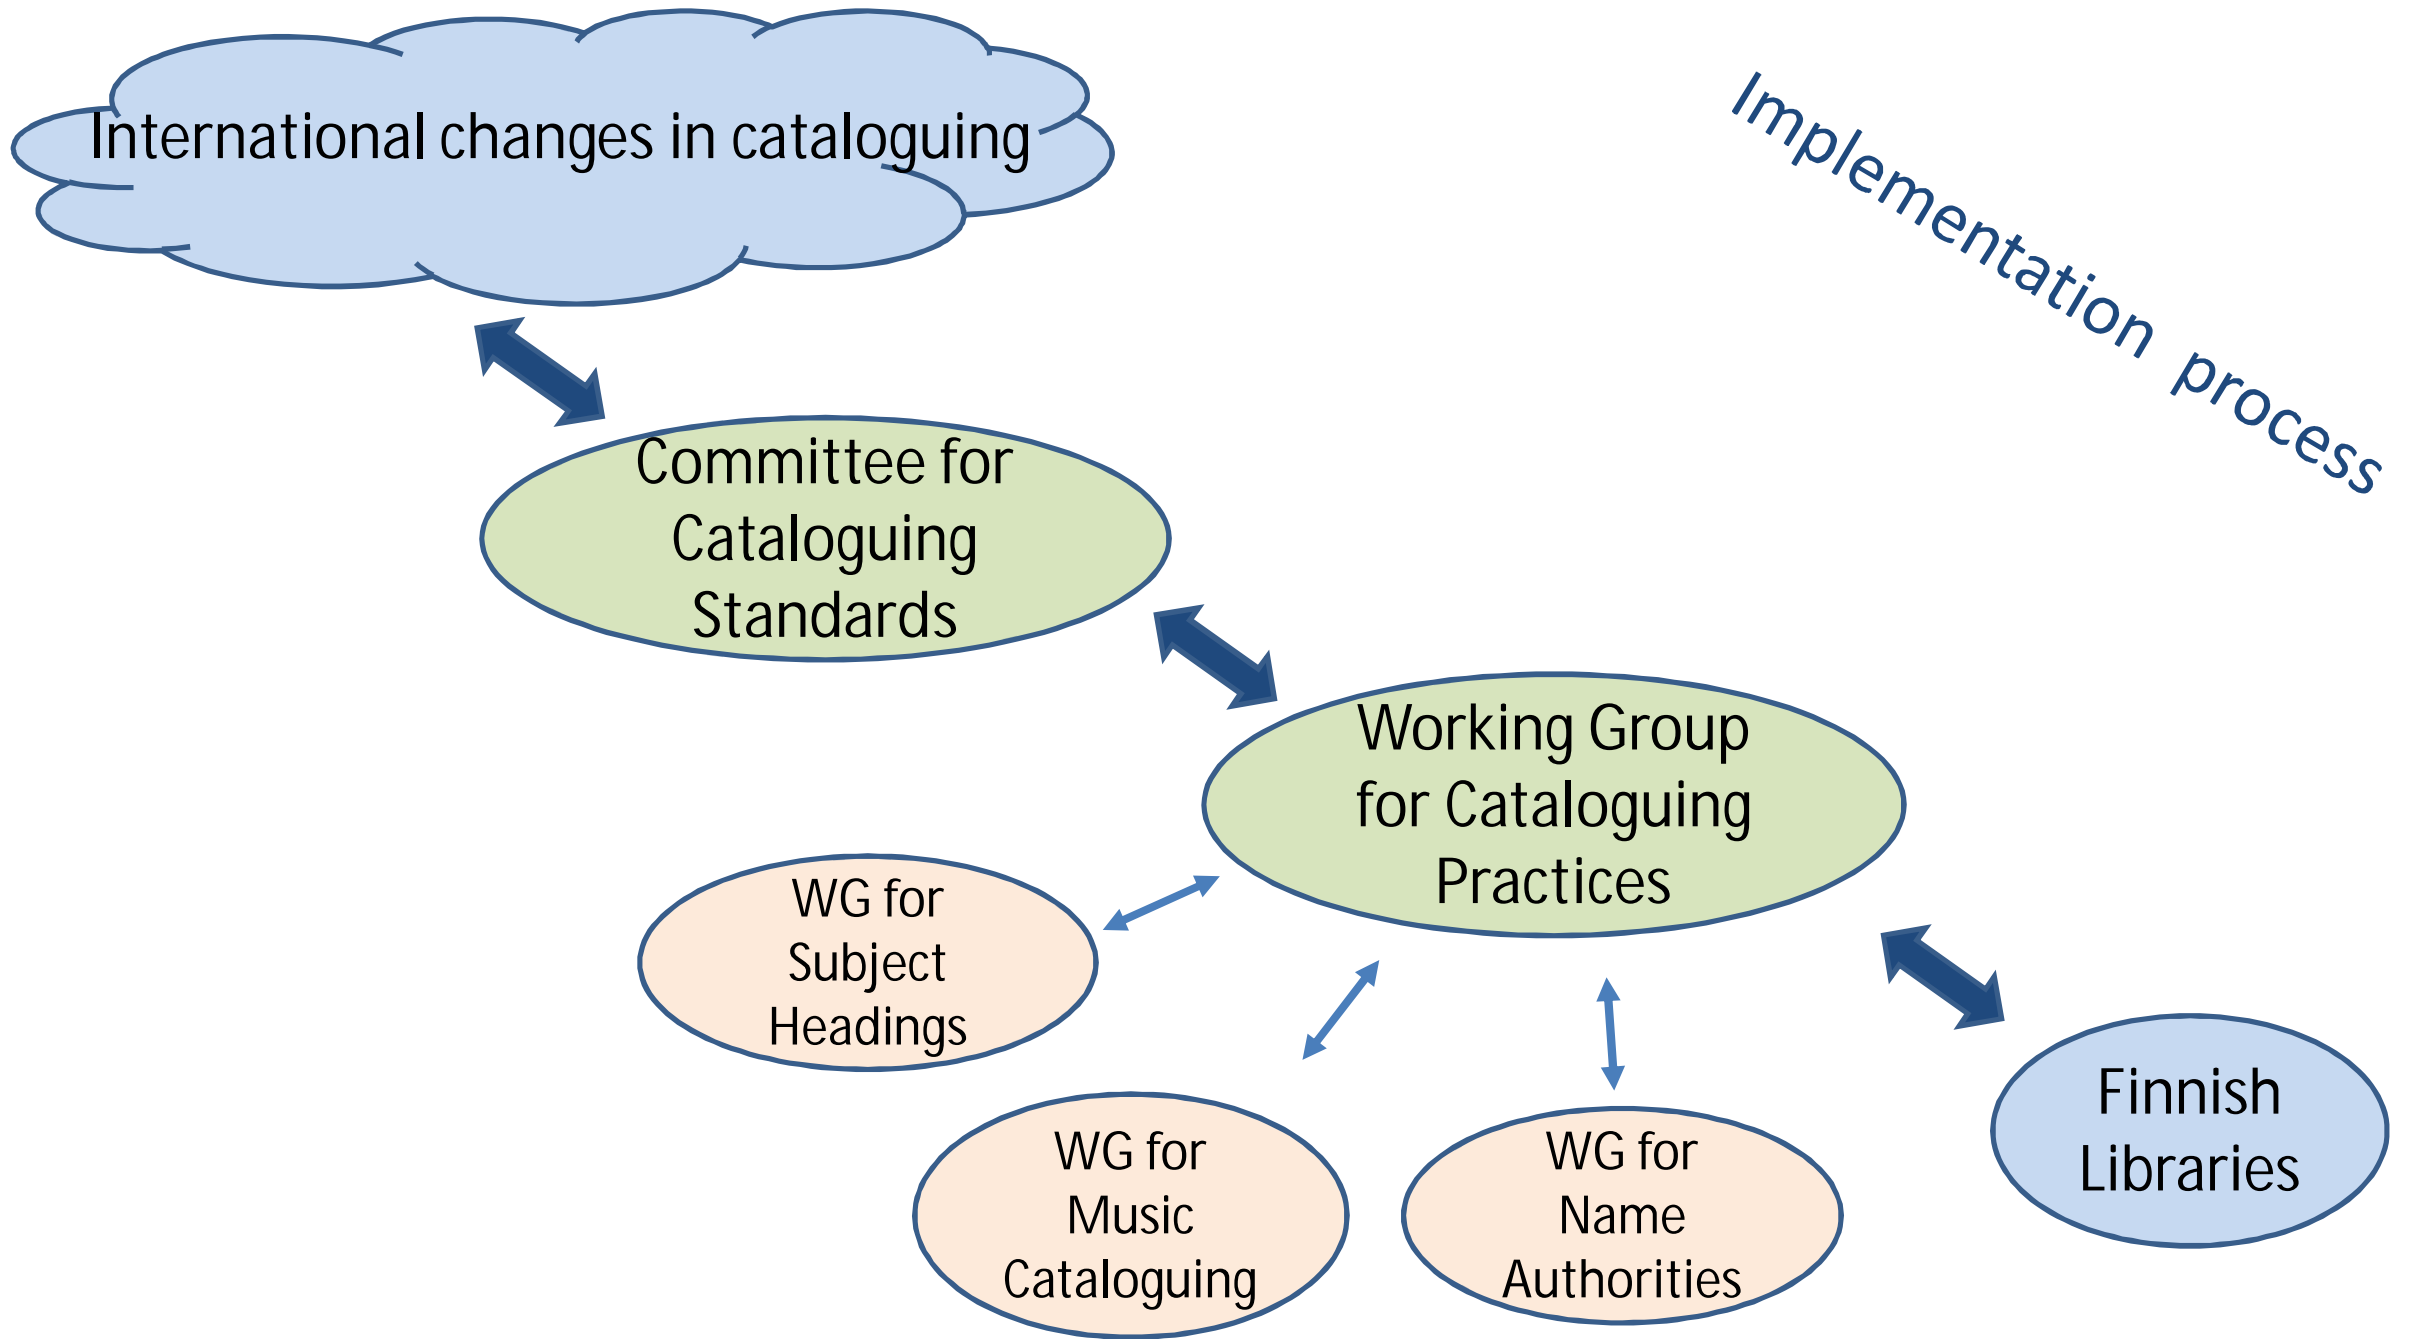 International changes in cataloguing
Implementation process
Committee for
Cataloguing
Standards
Working Group
for Cataloguing
Practices
WG for
Subject
Headings
WG for
Music
Cataloguing
WG for
Name
Authorities
Finnish
Libraries